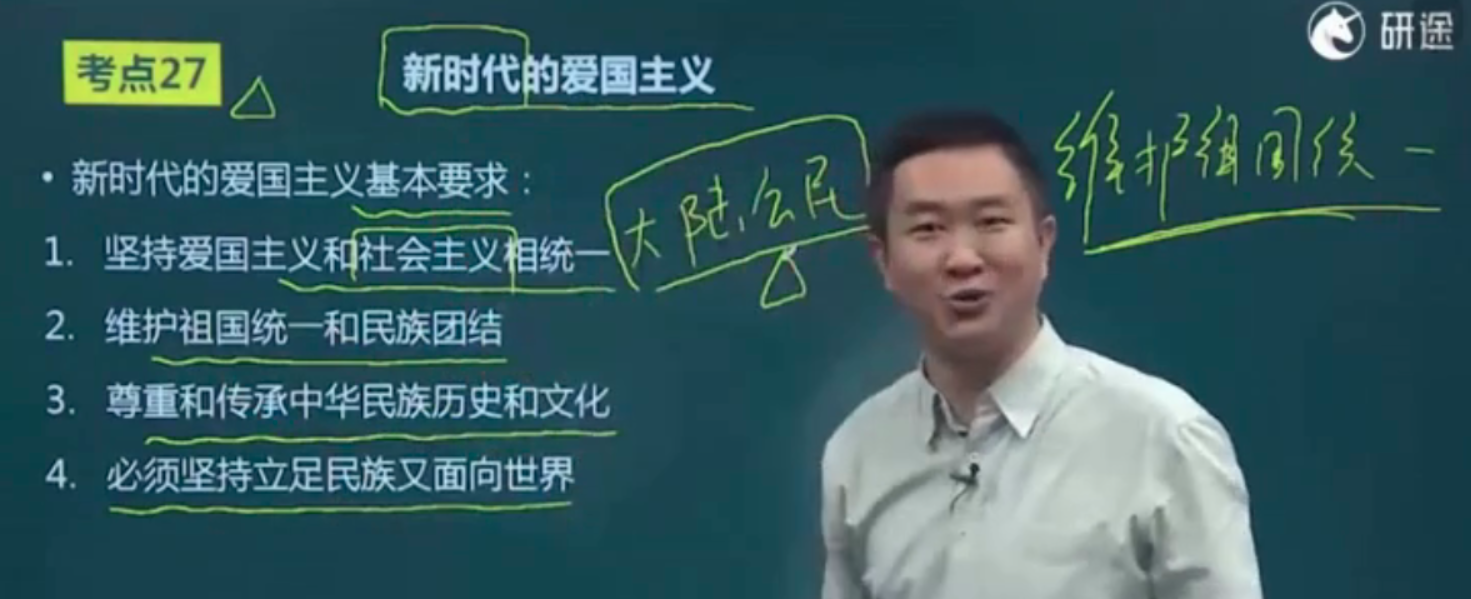 研途
考点27
新时代的爱国主义
• 新时代的爱国主义基本要求：
1. 坚持爱国主义和社会主义相统一
2. 维护祖国统一和民族团结
3. 尊重和传承中华民族历史和文化
4. 必须坚持立足民族又面向世界
大陆公民
维护祖国统一